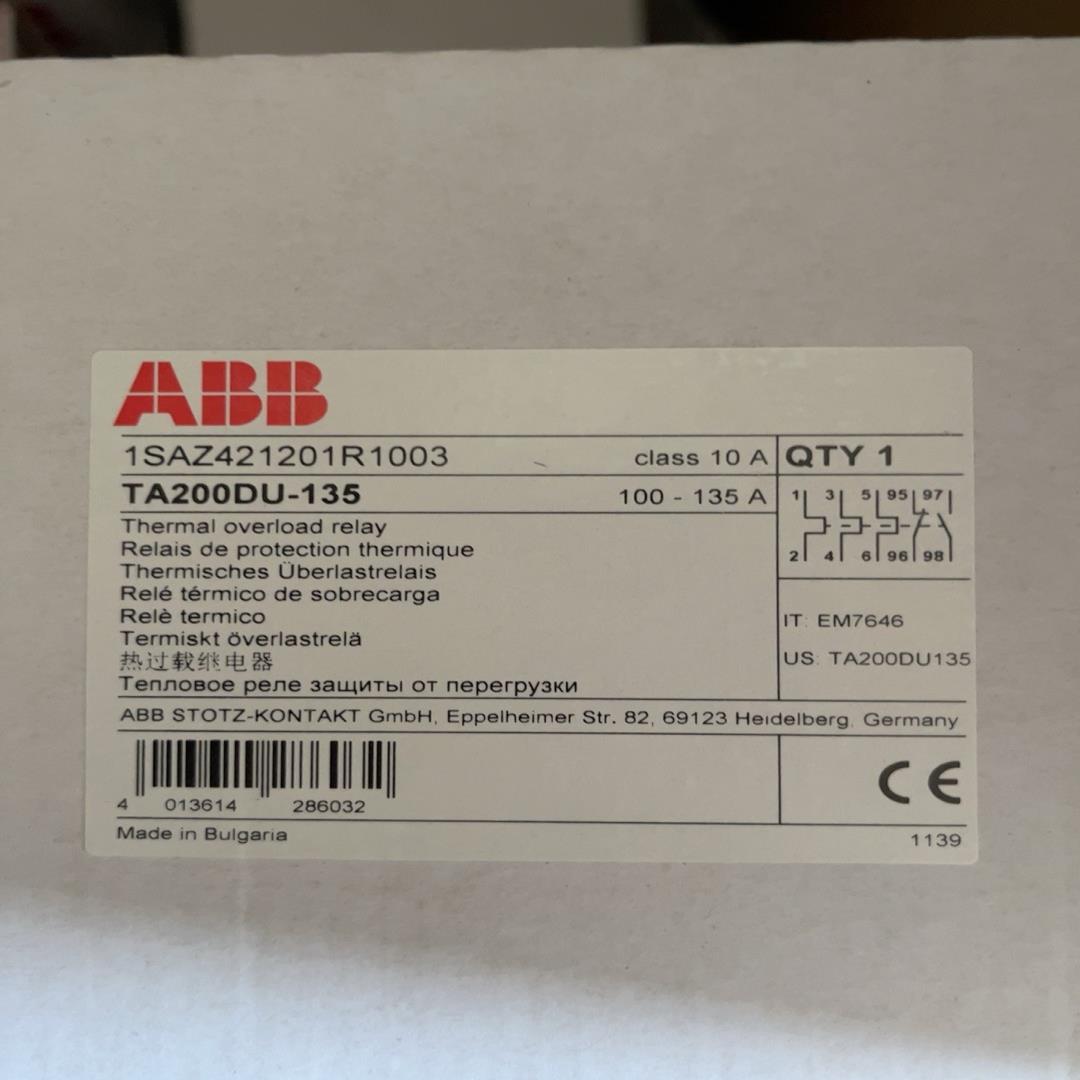 ABB
1SAZ421201R1003 class 10 A QTY 1
TA200DU-135 100 - 135 A
1 3 5 95 97
2 4 6 96 98
Thermal overload relay
Relais de protection thermique
Thermisches Überlastrelais
Relé térmico de sobrecarga
Relè termico
Termiskt överlastrelä
热过载继电器
Тепловое реле защиты от перегрузки
IT: EM7646
US: TA200DU135
ABB STOTZ-KONTAKT GmbH, Eppelheimer Str. 82, 69123 Heidelberg, Germany
4 013614 286032
CE
Made in Bulgaria 1139